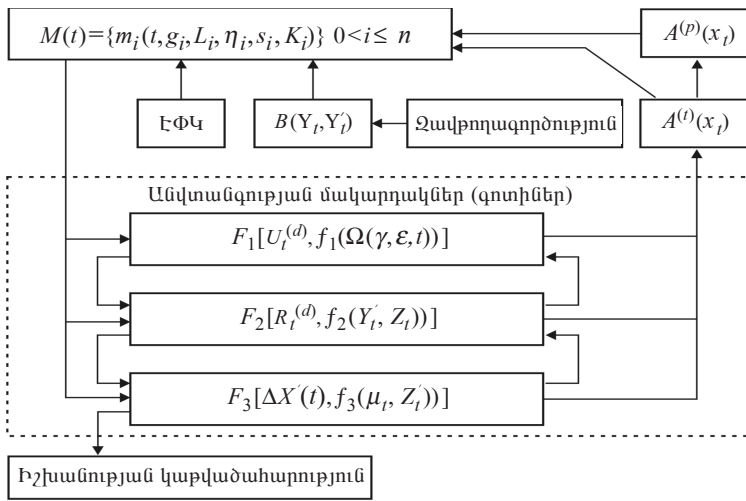 M(t)={mᵢ(t,gᵢ,Lᵢ,ηᵢ,sᵢ,Kᵢ)} 0<i≤ n
A⁽ᵖ⁾(xₜ)
ԷՓԿ
B(Yₜ,Y′ₜ)
Զավթողագործություն
A⁽ᵗ⁾(xₜ)
Անվտանգության մակարդակներ (գոտիներ)
F₁[Uₜ⁽ᵈ⁾,f₁(Ω(γ,ε,t))]
F₂[Rₜ⁽ᵈ⁾,f₂(Y′ₜ, Zₜ))]
F₃[ΔX′(t),f₃(μₜ, Z′ₜ))]
Իշխանության կաթվածահարություն